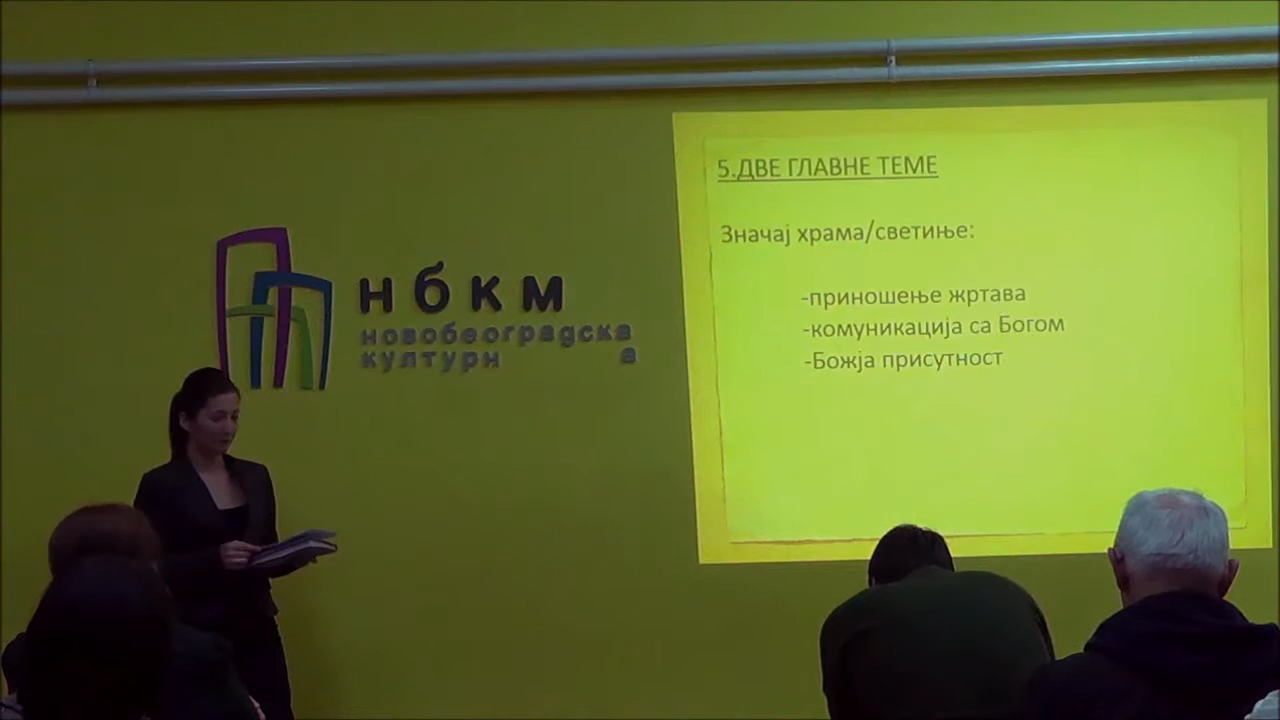 нбкм
новобеоградска
културн а
5.ДВЕ ГЛАВНЕ ТЕМЕ
Значај храма/светиње:
-приношење жртава
-комуникација са Богом
-Божја присутност